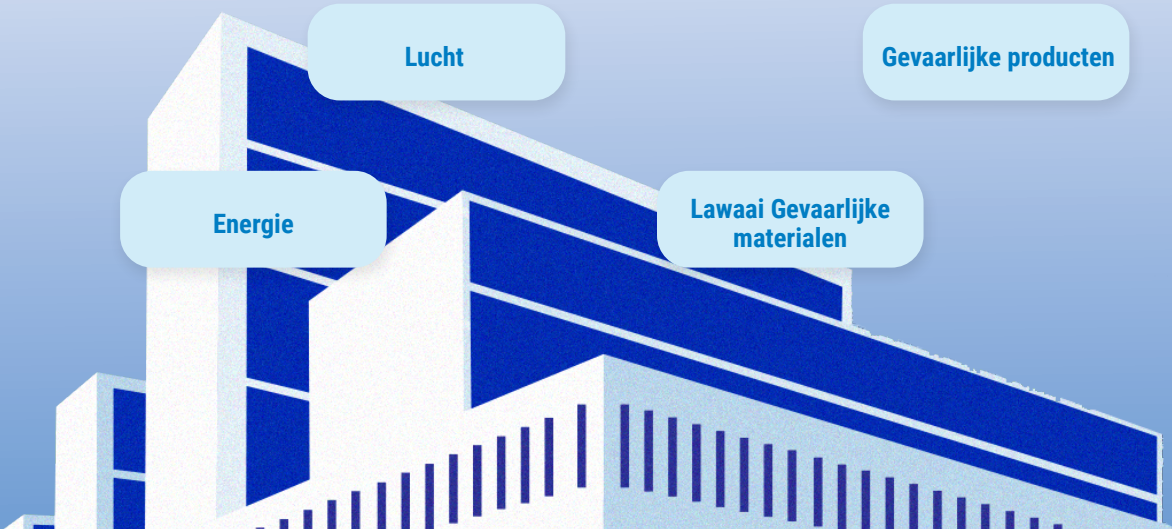 Lucht
Gevaarlijke producten
Energie
Lawaai Gevaarlijke
materialen